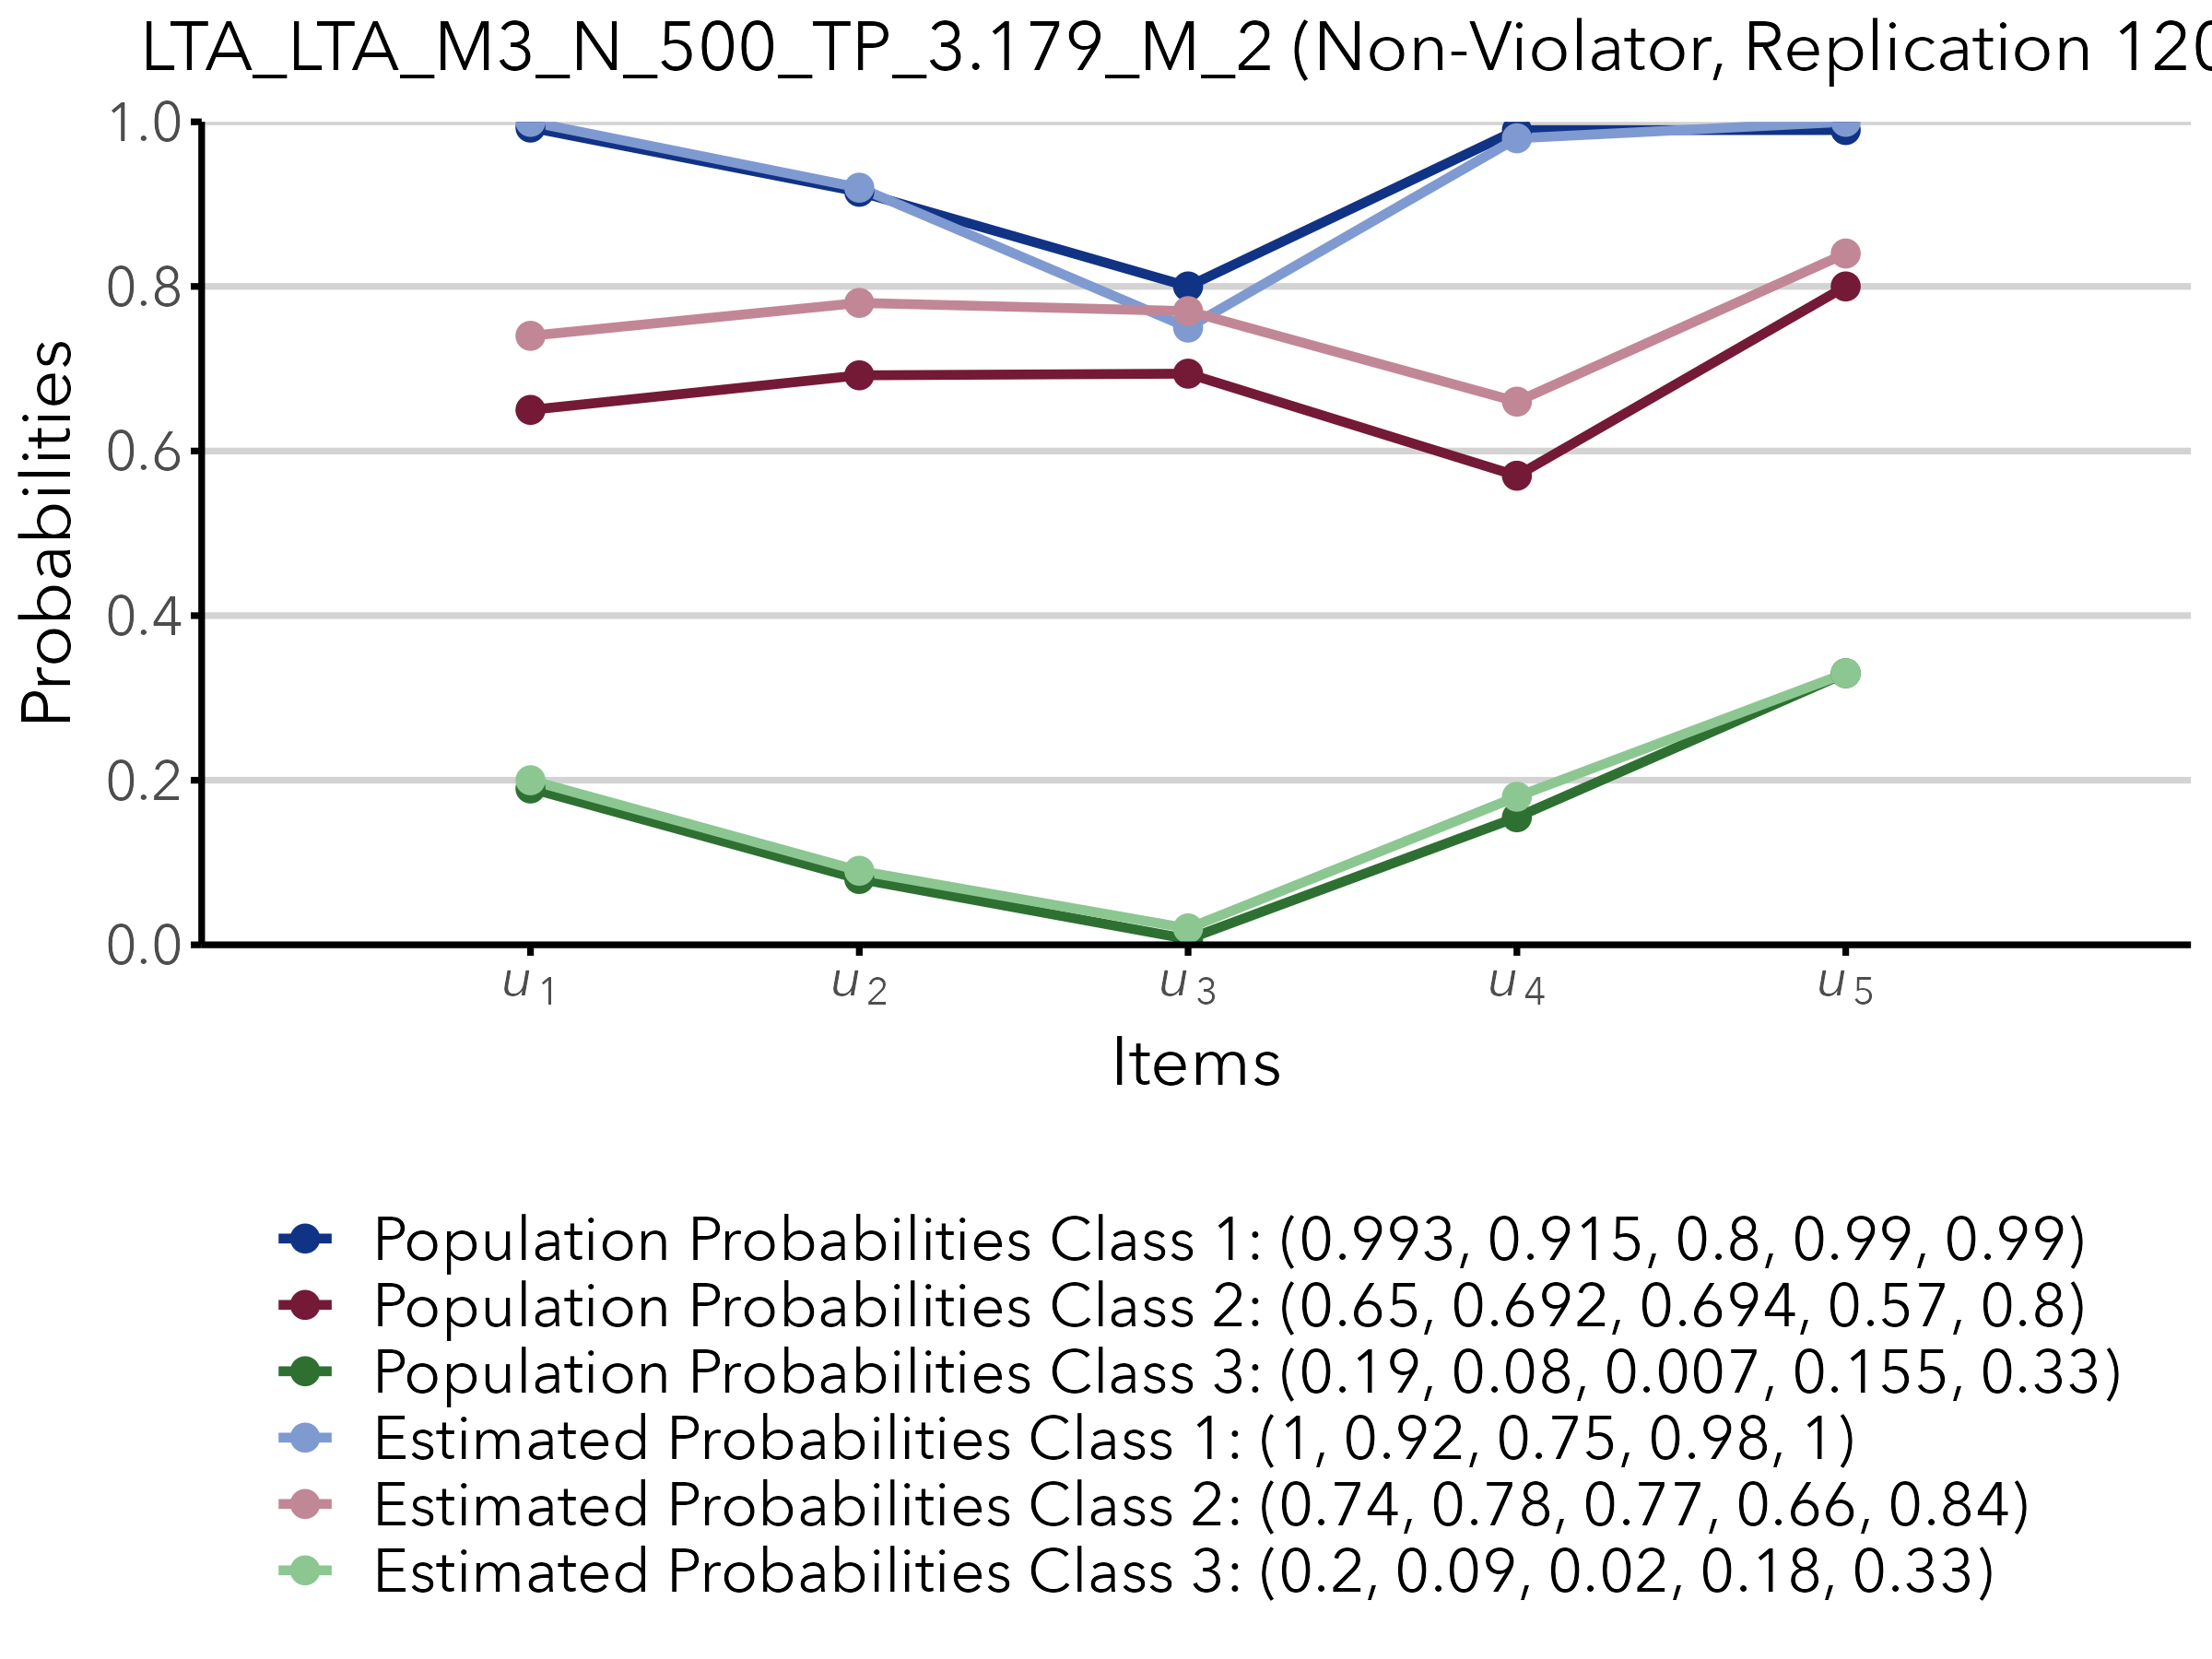 LTA_LTA_M3_N_500_TP_3.179_M_2 (Non-Violator, Replication 120
Probabilities
1.0
0.8
0.6
0.4
0.2
0.0
u1 u2 u3 u4 u5
Items
Population Probabilities Class 1: (0.993, 0.915, 0.8, 0.99, 0.99)
Population Probabilities Class 2: (0.65, 0.692, 0.694, 0.57, 0.8)
Population Probabilities Class 3: (0.19, 0.08, 0.007, 0.155, 0.33)
Estimated Probabilities Class 1: (1, 0.92, 0.75, 0.98, 1)
Estimated Probabilities Class 2: (0.74, 0.78, 0.77, 0.66, 0.84)
Estimated Probabilities Class 3: (0.2, 0.09, 0.02, 0.18, 0.33)